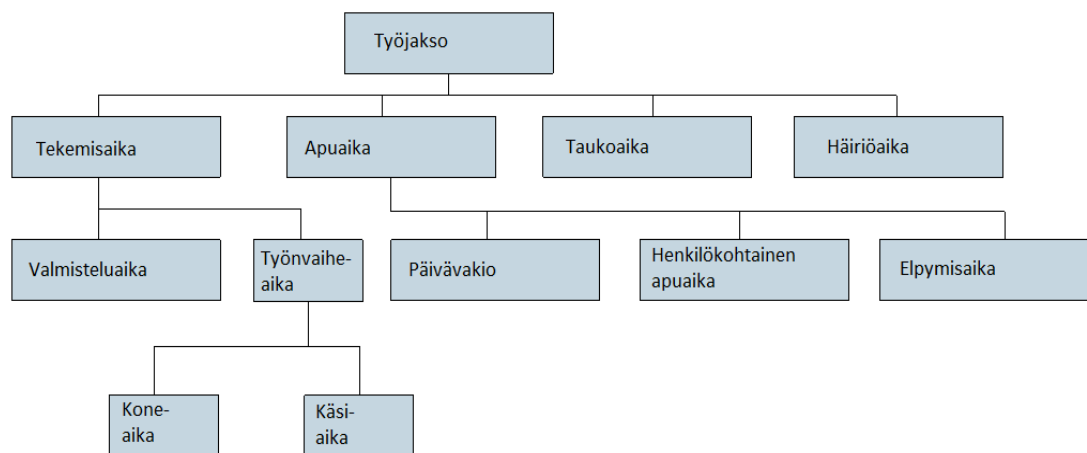 Työjakso
Tekemisaika
Apuaika
Taukoaika
Häiriöaika
Valmisteluaika
Työnvaihe-
aika
Päivävakio
Henkilökohtainen
apuaika
Elpymisaika
Kone-
aika
Käsi-
aika